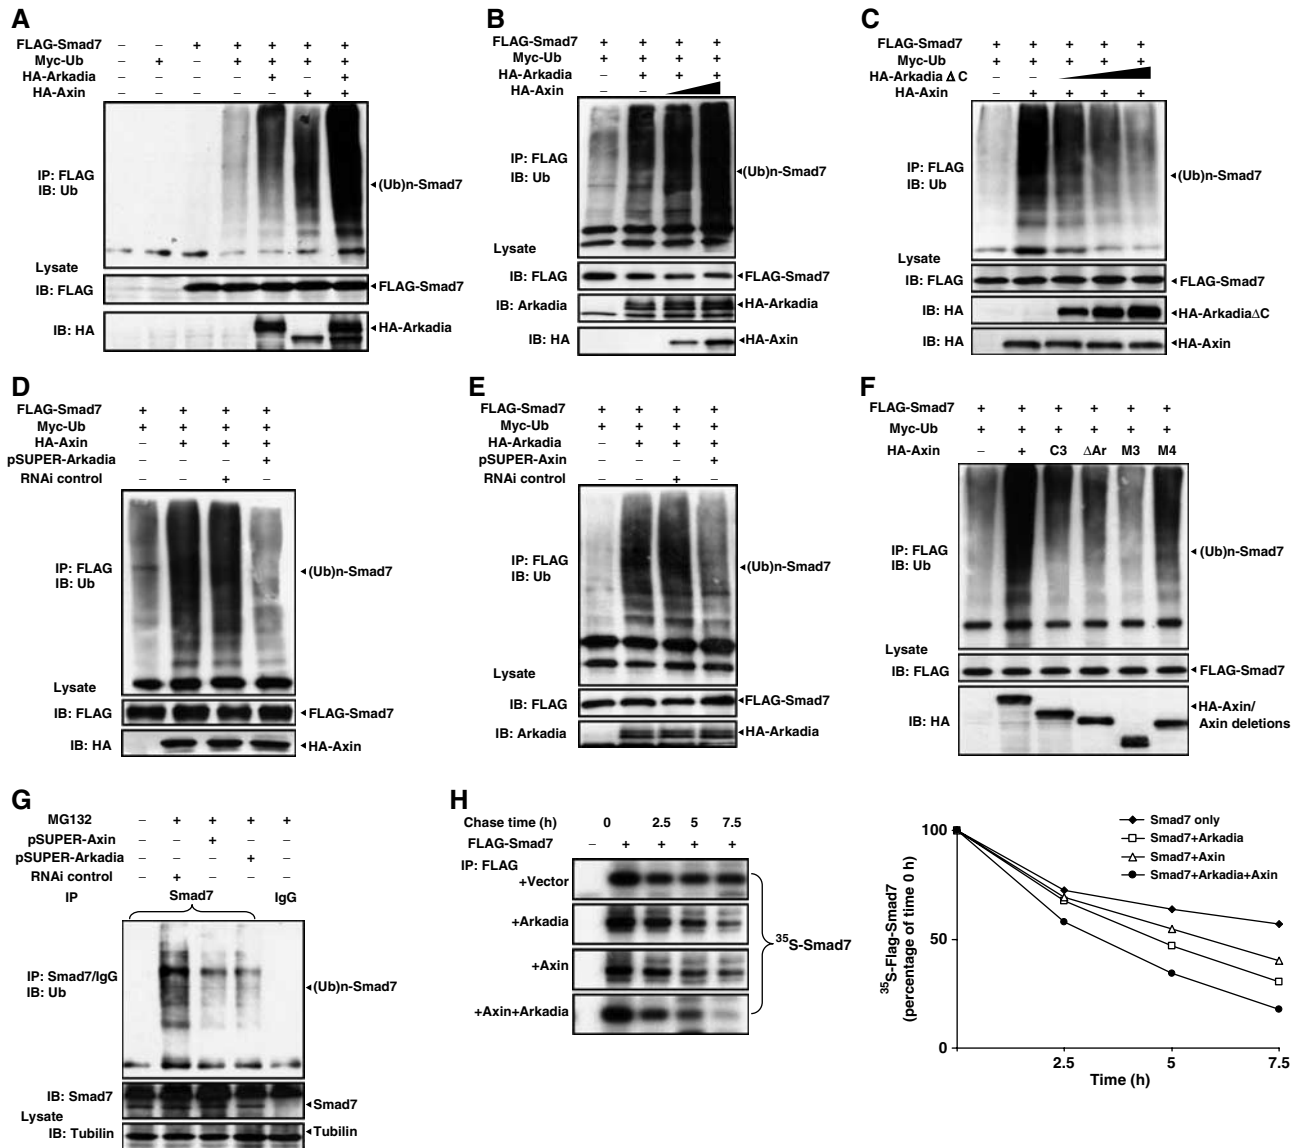 A
FLAG-Smad7 – – + + + + +
Myc-Ub – + – + + + +
HA-Arkadia – – – – + – +
HA-Axin – – – – – + +
IP: FLAG
IB: Ub
(Ub)n-Smad7
Lysate
IB: FLAG
FLAG-Smad7
IB: HA
HA-Arkadia
B
FLAG-Smad7 + + + +
Myc-Ub + + + +
HA-Arkadia – + + +
HA-Axin – –
IP: FLAG
IB: Ub
(Ub)n-Smad7
Lysate
IB: FLAG
FLAG-Smad7
IB: Arkadia
HA-Arkadia
IB: HA
HA-Axin
C
FLAG-Smad7 + + + + +
Myc-Ub + + + + +
HA-Arkadia Δ C – –
HA-Axin – + + + +
IP: FLAG
IB: Ub
(Ub)n-Smad7
Lysate
IB: FLAG
FLAG-Smad7
IB: HA
HA-ArkadiaΔC
IB: HA
HA-Axin
D
FLAG-Smad7 + + + +
Myc-Ub + + + +
HA-Axin – + + +
pSUPER-Arkadia – – – +
RNAi control – – + –
IP: FLAG
IB: Ub
(Ub)n-Smad7
Lysate
IB: FLAG
FLAG-Smad7
IB: HA
HA-Axin
E
FLAG-Smad7 + + + +
Myc-Ub + + + +
HA-Arkadia – + + +
pSUPER-Axin – – – +
RNAi control – – + –
IP: FLAG
IB: Ub
(Ub)n-Smad7
Lysate
IB: FLAG
FLAG-Smad7
IB: Arkadia
HA-Arkadia
F
FLAG-Smad7 + + + + + +
Myc-Ub + + + + + +
HA-Axin – + C3 ΔAr M3 M4
IP: FLAG
IB: Ub
(Ub)n-Smad7
Lysate
IB: FLAG
FLAG-Smad7
IB: HA
HA-Axin/
Axin deletions
G
MG132 – + + + +
pSUPER-Axin – – + – –
pSUPER-Arkadia – – – + –
RNAi control – + – – –
IP Smad7 IgG
IP: Smad7/IgG
IB: Ub
(Ub)n-Smad7
IB: Smad7
Smad7
Lysate
IB: Tubilin
Tubilin
H
Chase time (h) 0 2.5 5 7.5
FLAG-Smad7 – + + + +
IP: FLAG
+Vector
+Arkadia
+Axin
+Axin+Arkadia
35S-Smad7
Smad7 only
Smad7+Arkadia
Smad7+Axin
Smad7+Arkadia+Axin
35S-Flag-Smad7
(percentage of time 0 h)
100
50
0
2.5 5 7.5
Time (h)